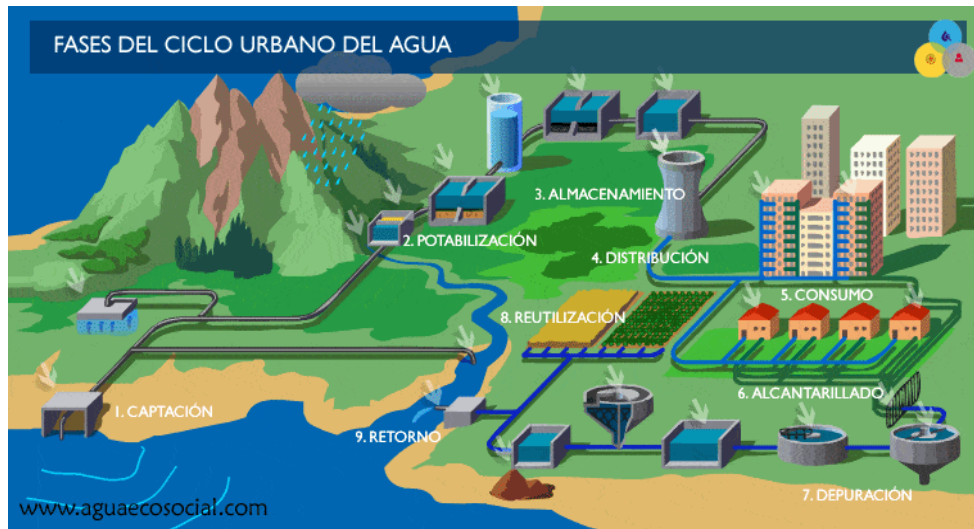 FASES DEL CICLO URBANO DEL AGUA
1. CAPTACIÓN
2. POTABILIZACIÓN
3. ALMACENAMIENTO
4. DISTRIBUCIÓN
5. CONSUMO
6. ALCANTARILLADO
7. DEPURACIÓN
8. REUTILIZACIÓN
9. RETORNO
www.aguaecosocial.com